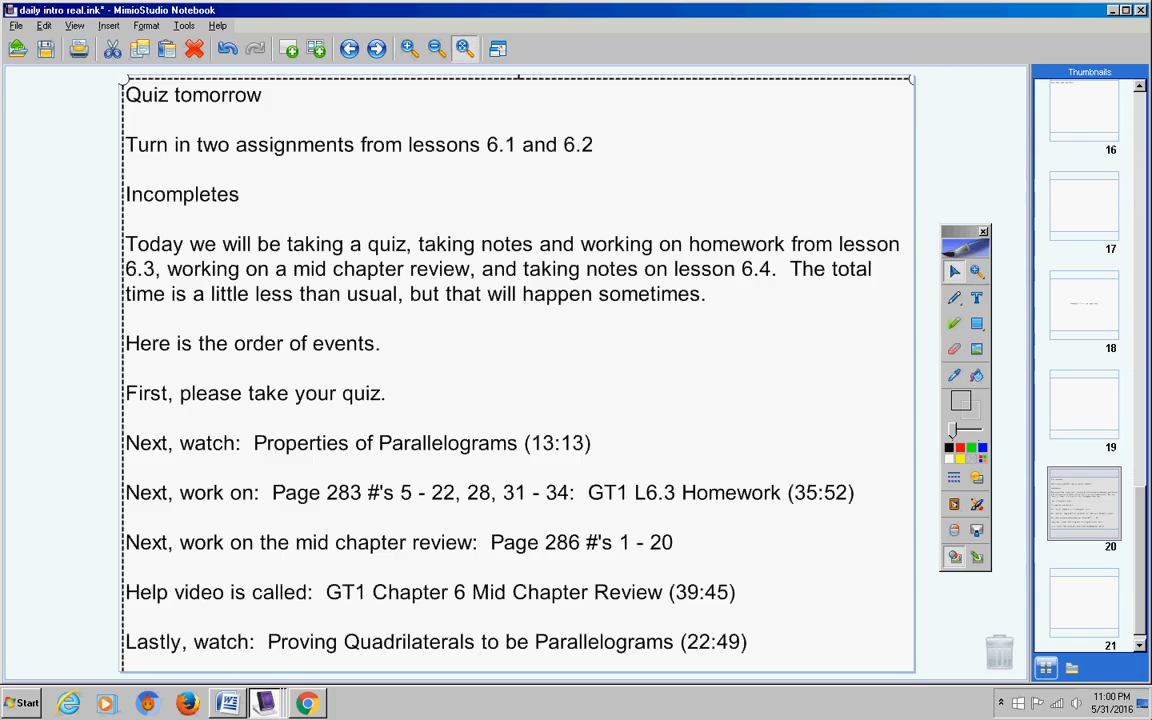 daily intro real.ink* - MimioStudio Notebook
File Edit View Insert Format Tools Help
Thumbnails
Quiz tomorrow
Turn in two assignments from lessons 6.1 and 6.2
Incompletes
Today we will be taking a quiz, taking notes and working on homework from lesson
6.3, working on a mid chapter review, and taking notes on lesson 6.4.  The total
time is a little less than usual, but that will happen sometimes.
Here is the order of events.
First, please take your quiz.
Next, watch:  Properties of Parallelograms (13:13)
Next, work on:  Page 283 #'s 5 - 22, 28, 31 - 34:  GT1 L6.3 Homework (35:52)
Next, work on the mid chapter review:  Page 286 #'s 1 - 20
Help video is called:  GT1 Chapter 6 Mid Chapter Review (39:45)
Lastly, watch:  Proving Quadrilaterals to be Parallelograms (22:49)
16
17
18
19
20
21
Start
11:00 PM
5/31/2016